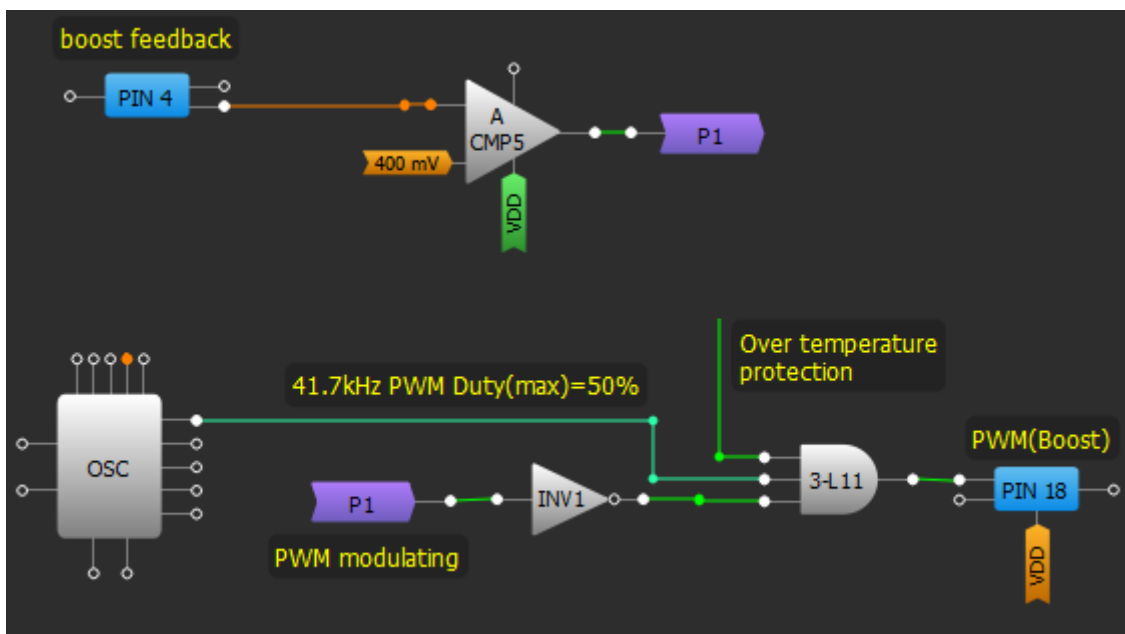 boost feedback
PIN 4
A
CMP5
400 mV
VDD
P1
Over temperature
protection
41.7kHz PWM Duty(max)=50%
PWM(Boost)
OSC
P1
INV1
3-L11
PIN 18
PWM modulating
VDD